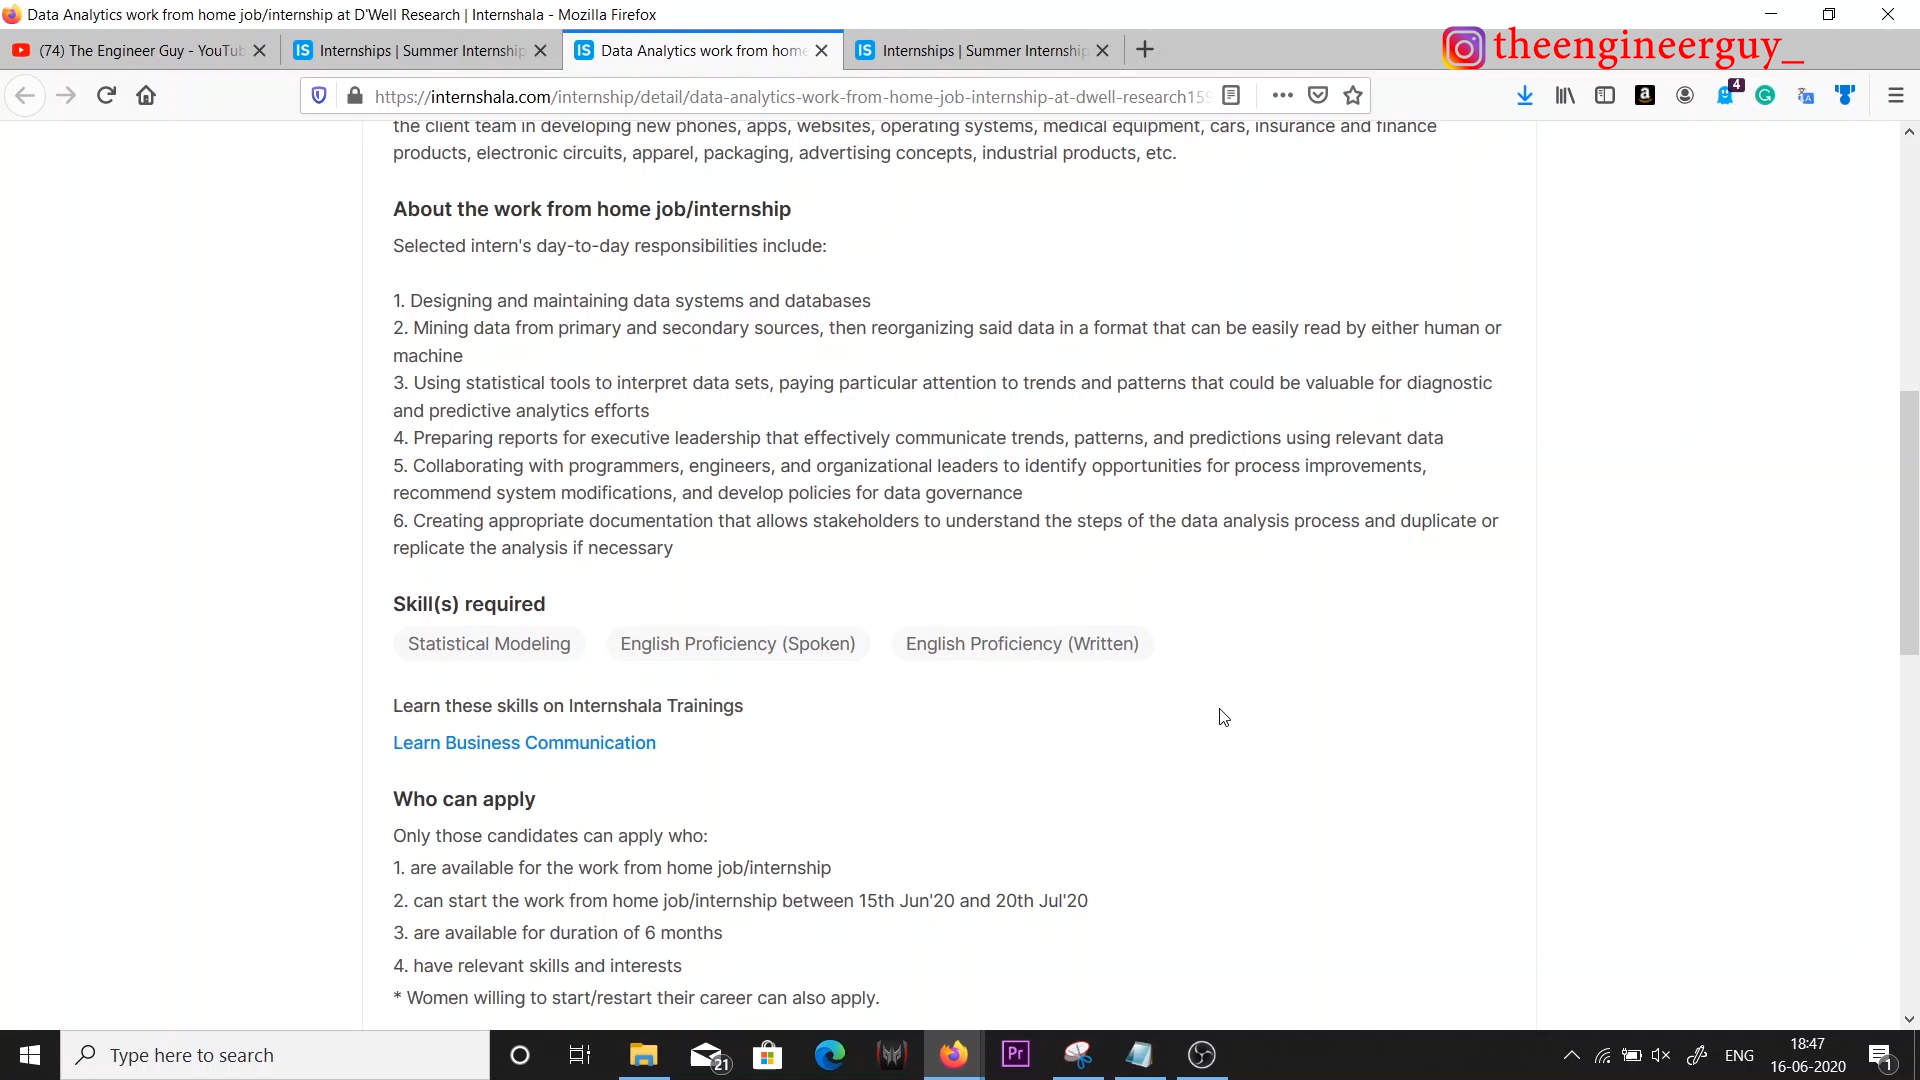 Data Analytics work from home job/internship at D'Well Research | Internshala - Mozilla Firefox
(74) The Engineer Guy - YouTub
Internships | Summer Internship
Data Analytics work from home
Internships | Summer Internship
theengineerguy_
https://internshala.com/internship/detail/data-analytics-work-from-home-job-internship-at-dwell-research159
4
the client team in developing new phones, apps, websites, operating systems, medical equipment, cars, insurance and finance
products, electronic circuits, apparel, packaging, advertising concepts, industrial products, etc.
About the work from home job/internship
Selected intern's day-to-day responsibilities include:
1. Designing and maintaining data systems and databases
2. Mining data from primary and secondary sources, then reorganizing said data in a format that can be easily read by either human or
machine
3. Using statistical tools to interpret data sets, paying particular attention to trends and patterns that could be valuable for diagnostic
and predictive analytics efforts
4. Preparing reports for executive leadership that effectively communicate trends, patterns, and predictions using relevant data
5. Collaborating with programmers, engineers, and organizational leaders to identify opportunities for process improvements,
recommend system modifications, and develop policies for data governance
6. Creating appropriate documentation that allows stakeholders to understand the steps of the data analysis process and duplicate or
replicate the analysis if necessary
Skill(s) required
Statistical Modeling English Proficiency (Spoken) English Proficiency (Written)
Learn these skills on Internshala Trainings
Learn Business Communication
Who can apply
Only those candidates can apply who:
1. are available for the work from home job/internship
2. can start the work from home job/internship between 15th Jun'20 and 20th Jul'20
3. are available for duration of 6 months
4. have relevant skills and interests
* Women willing to start/restart their career can also apply.
Type here to search
21
Pr
ENG
18:47
16-06-2020
1